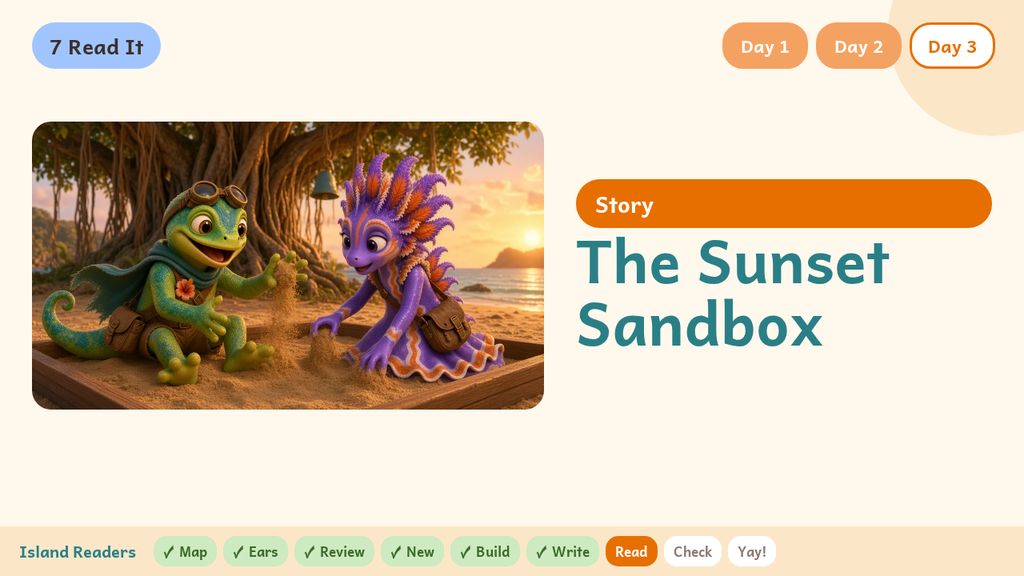 7 Read It
Day 1
Day 2
Day 3
Story
The Sunset
Sandbox
Island Readers
✓ Map
✓ Ears
✓ Review
✓ New
✓ Build
✓ Write
Read
Check
Yay!